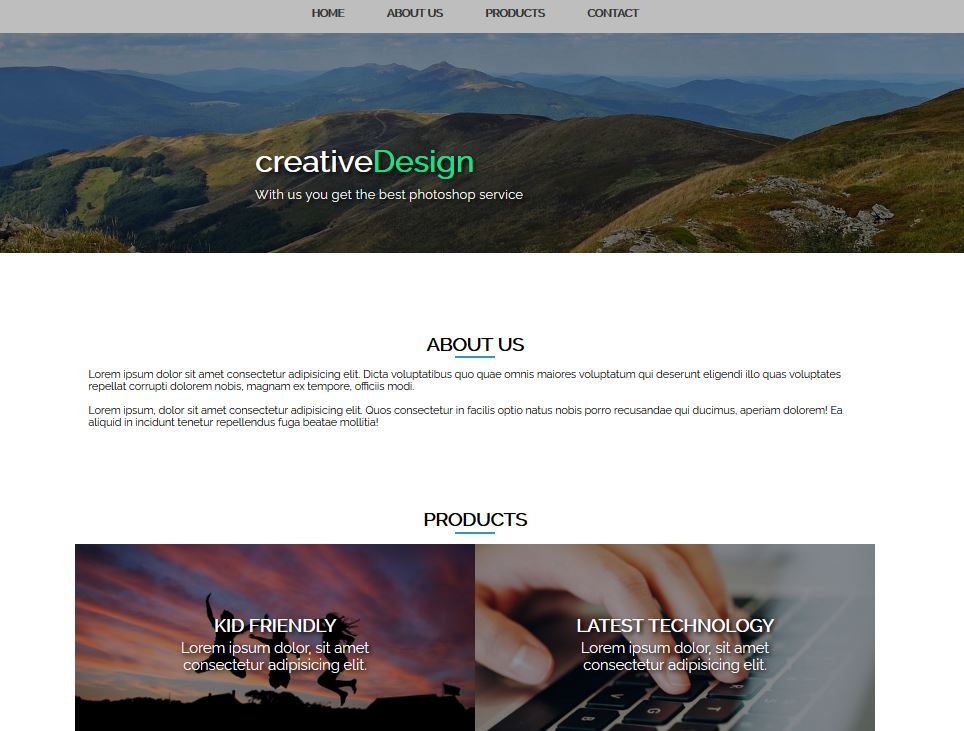 HOME ABOUT US PRODUCTS CONTACT
creativeDesign
With us you get the best photoshop service
ABOUT US
Lorem ipsum dolor sit amet consectetur adipisicing elit. Dicta voluptatibus quo quae omnis maiores voluptatum qui deserunt eligendi illo quas voluptates
repellat corrupti dolorem nobis, magnam ex tempore, officiis modi.
Lorem ipsum, dolor sit amet consectetur adipisicing elit. Quos consectetur in facilis optio natus nobis porro recusandae qui ducimus, aperiam dolorem! Ea
aliquid in incidunt tenetur repellendus fuga beatae mollitia!
PRODUCTS
KID FRIENDLY
Lorem ipsum dolor, sit amet
consectetur adipisicing elit.
LATEST TECHNOLOGY
Lorem ipsum dolor, sit amet
consectetur adipisicing elit.